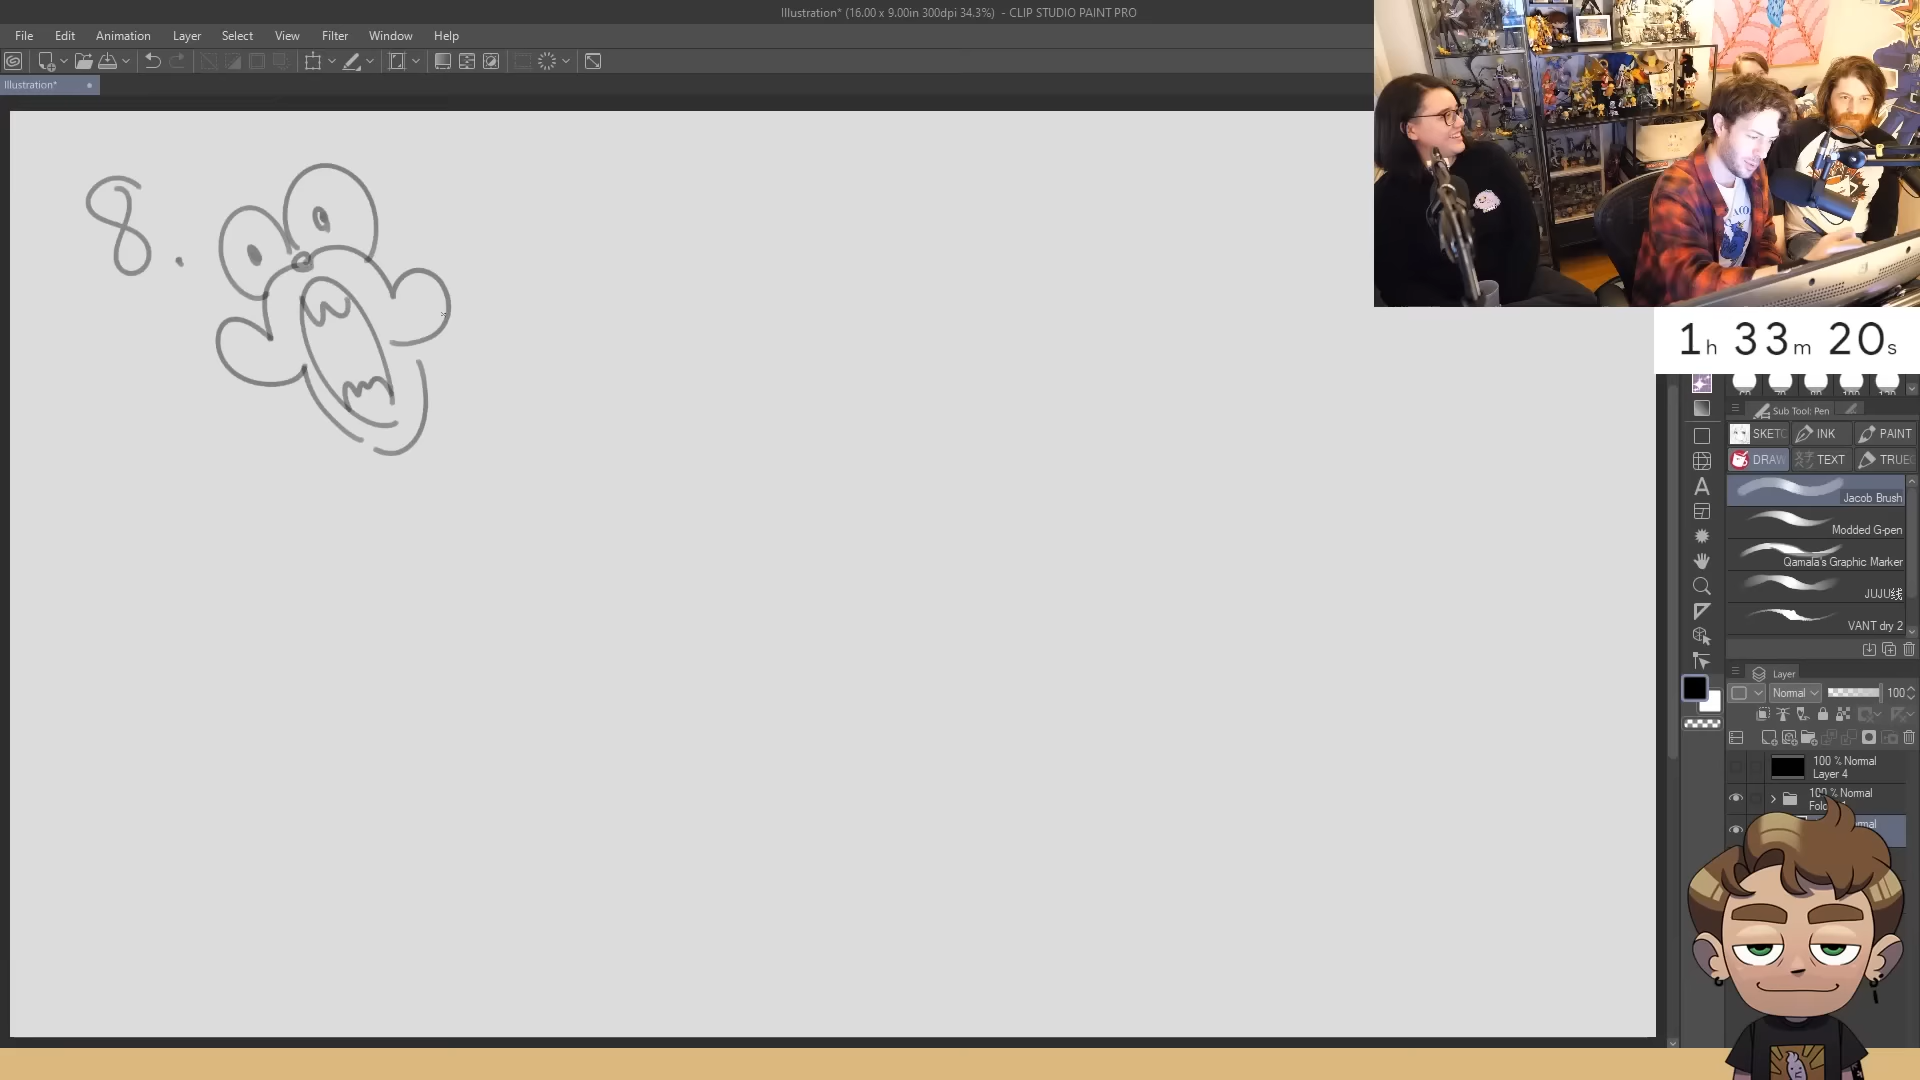 Illustration* (16.00 x 9.00in 300dpi 34.3%) - CLIP STUDIO PAINT PRO
File Edit Animation Layer Select View Filter Window Help
Illustration*
8.
1h 33m 20s
Sub Tool: Pen
SKETC INK PAINT
DRAW TEXT TRUE
Jacob Brush
Modded G-pen
Qamala's Graphic Marker
JUJU线
VANT dry 2
Layer
Normal 100
100 % Normal
Layer 4
100 % Normal